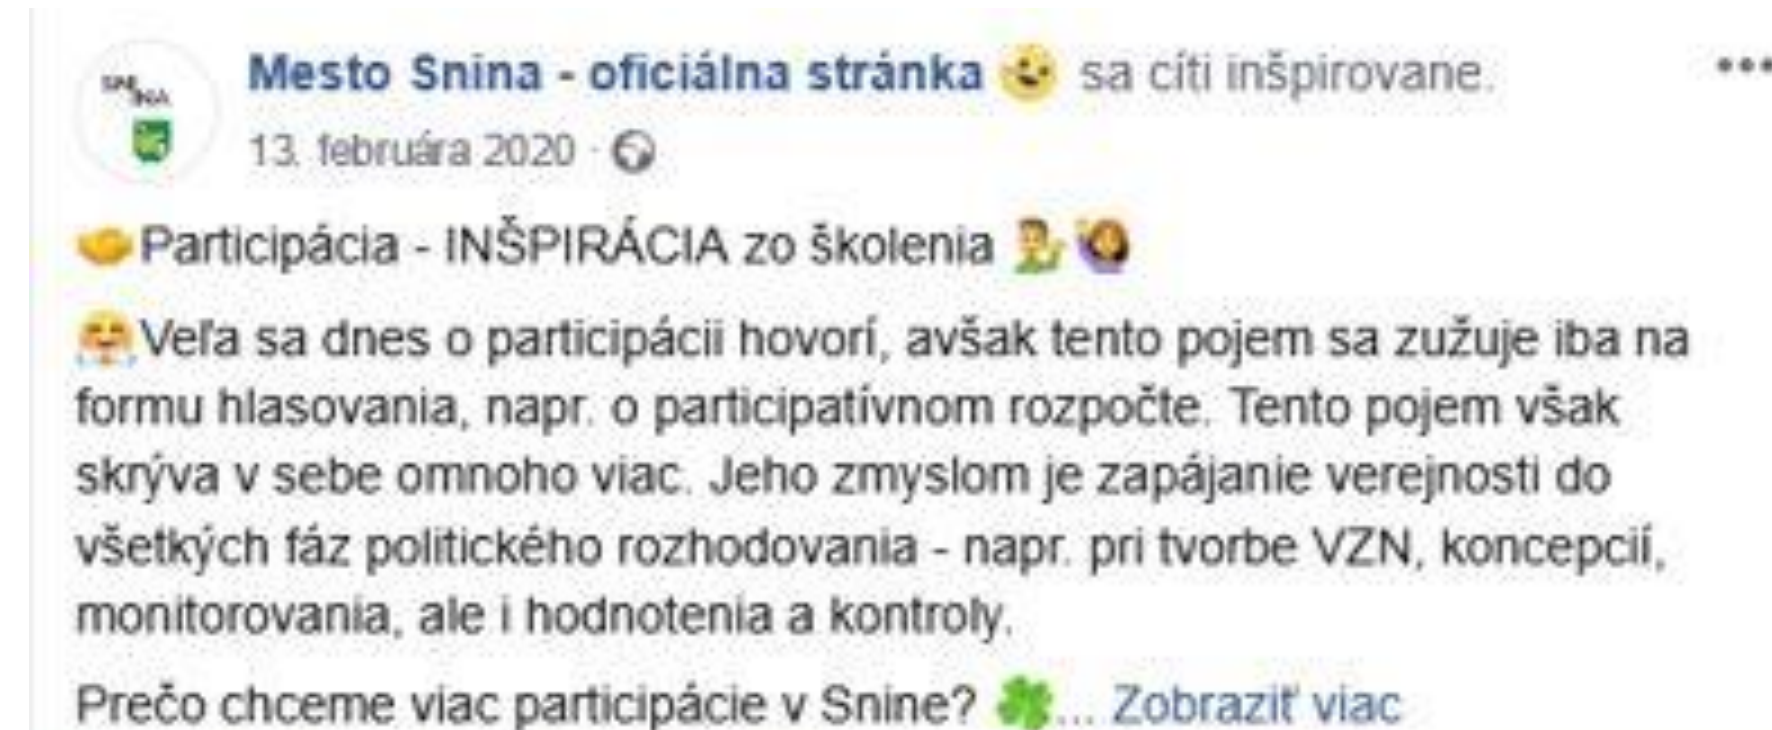 SNI
INA
Mesto Snina - oficiálna stránka 😉 sa cíti inšpirovane.
13. februára 2020 ·
🤝Participácia - INŠPIRÁCIA zo školenia 💁‍♂️🙋‍♀️
🤗Veľa sa dnes o participácii hovorí, avšak tento pojem sa zužuje iba na
formu hlasovania, napr. o participatívnom rozpočte. Tento pojem však
skrýva v sebe omnoho viac. Jeho zmyslom je zapájanie verejnosti do
všetkých fáz politického rozhodovania - napr. pri tvorbe VZN, koncepcií,
monitorovania, ale i hodnotenia a kontroly.
Prečo chceme viac participácie v Snine? 🍀... Zobraziť viac